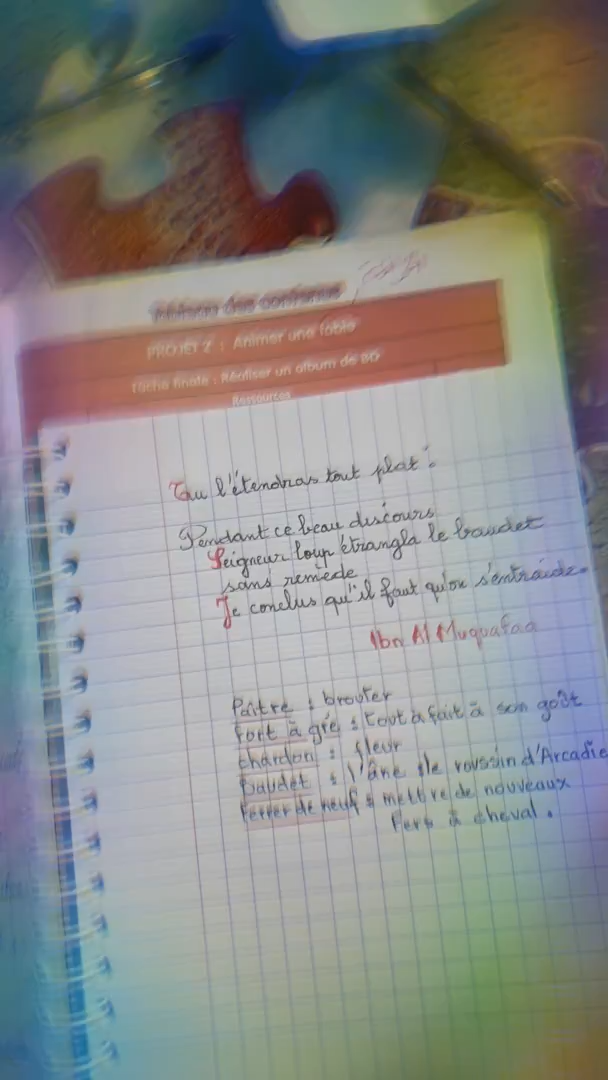 PROJET 2 : Animer une fable
Tâche finale : Réaliser un album de BD
Ressources
Tu l'étendras tout plat".
Pendant ce beau discours
Seigneur loup étrangla le baudet
sans remède
Je conclus qu'il faut qu'on s'entraide.
Ibn Al Muquafaa
Paître : brouter
fort à gré : tout à fait à son goût
chardon : fleur
Baudet : l'âne le roussin d'Arcadie
Ferrer de neuf : mettre de nouveaux
fers à cheval.